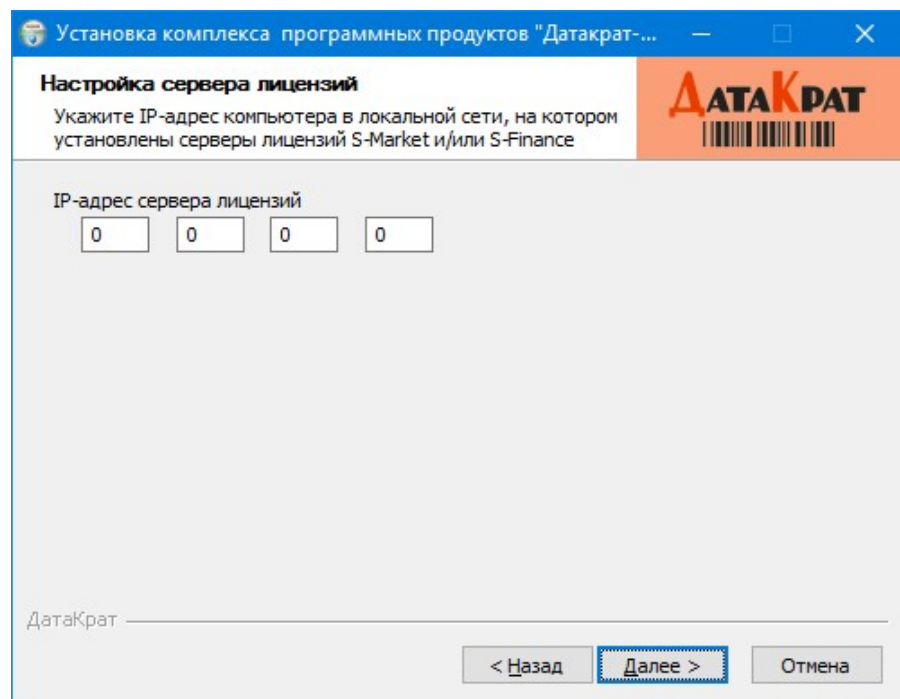 Установка комплекса  программных продуктов "Датакрат-...
Настройка сервера лицензий
Укажите IP-адрес компьютера в локальной сети, на котором
установлены серверы лицензий S-Market и/или S-Finance
ДАТАКРАТ
IP-адрес сервера лицензий
0 0 0 0
ДатаКрат
< Назад Далее > Отмена